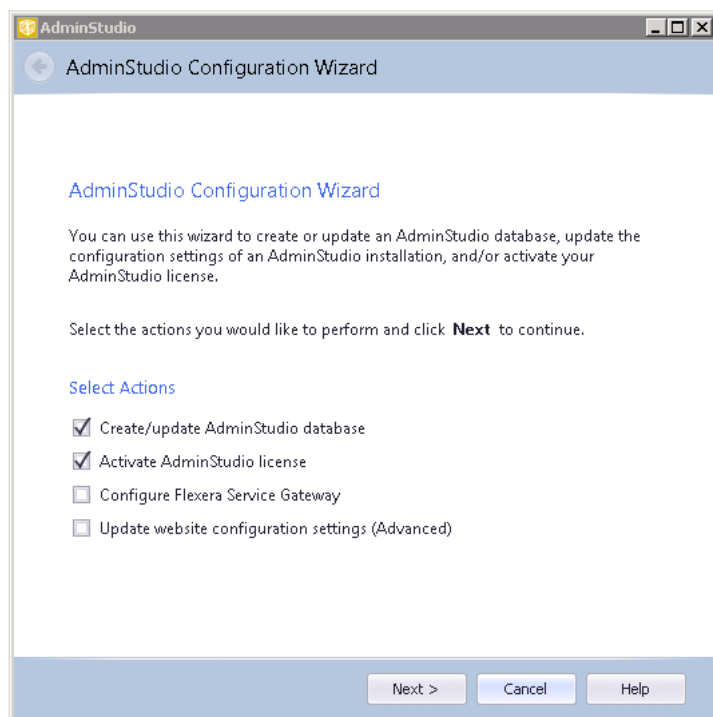 AdminStudio
AdminStudio Configuration Wizard
AdminStudio Configuration Wizard
You can use this wizard to create or update an AdminStudio database, update the
configuration settings of an AdminStudio installation, and/or activate your
AdminStudio license.
Select the actions you would like to perform and click Next to continue.
Select Actions
Create/update AdminStudio database
Activate AdminStudio license
Configure Flexera Service Gateway
Update website configuration settings (Advanced)
Next > Cancel Help